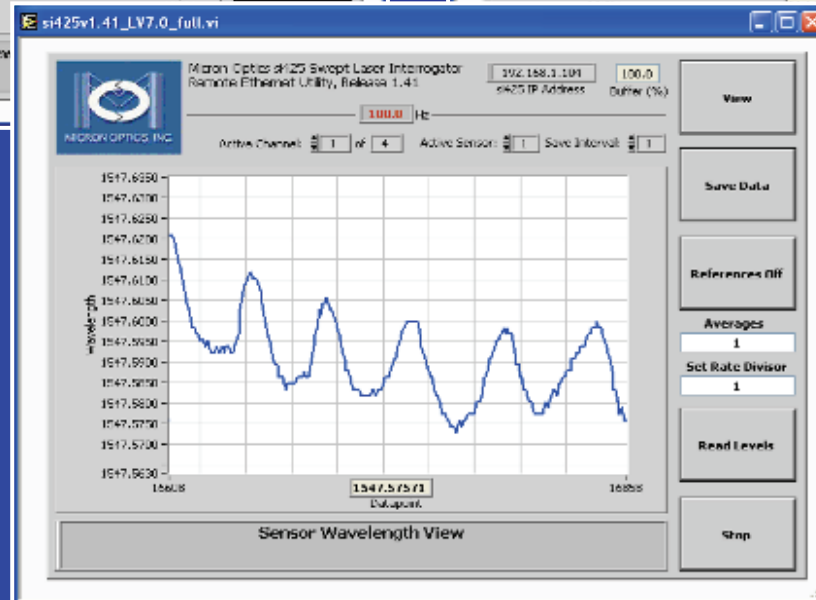 si425v1.41_LV7.0_full.vi
MICRON OPTICS INC
Micron Optics si425 Swept Laser Interrogator
Remote Ethernet Utility, Release 1.41
192.168.1.104
si425 IP Address
100.0
Buffer (%)
100.0 Hz
Active Channel: 1 of 4 Active Sensor: 1 Save Interval: 1
Wavelength
1547.6350
1547.6300
1547.6250
1547.6200
1547.6150
1547.6100
1547.6050
1547.6000
1547.5950
1547.5900
1547.5850
1547.5800
1547.5750
1547.5700
1547.5630
16608
1547.57571
16858
Datapoint
Sensor Wavelength View
View
Save Data
References Off
Averages
1
Set Rate Divisor
1
Read Levels
Stop